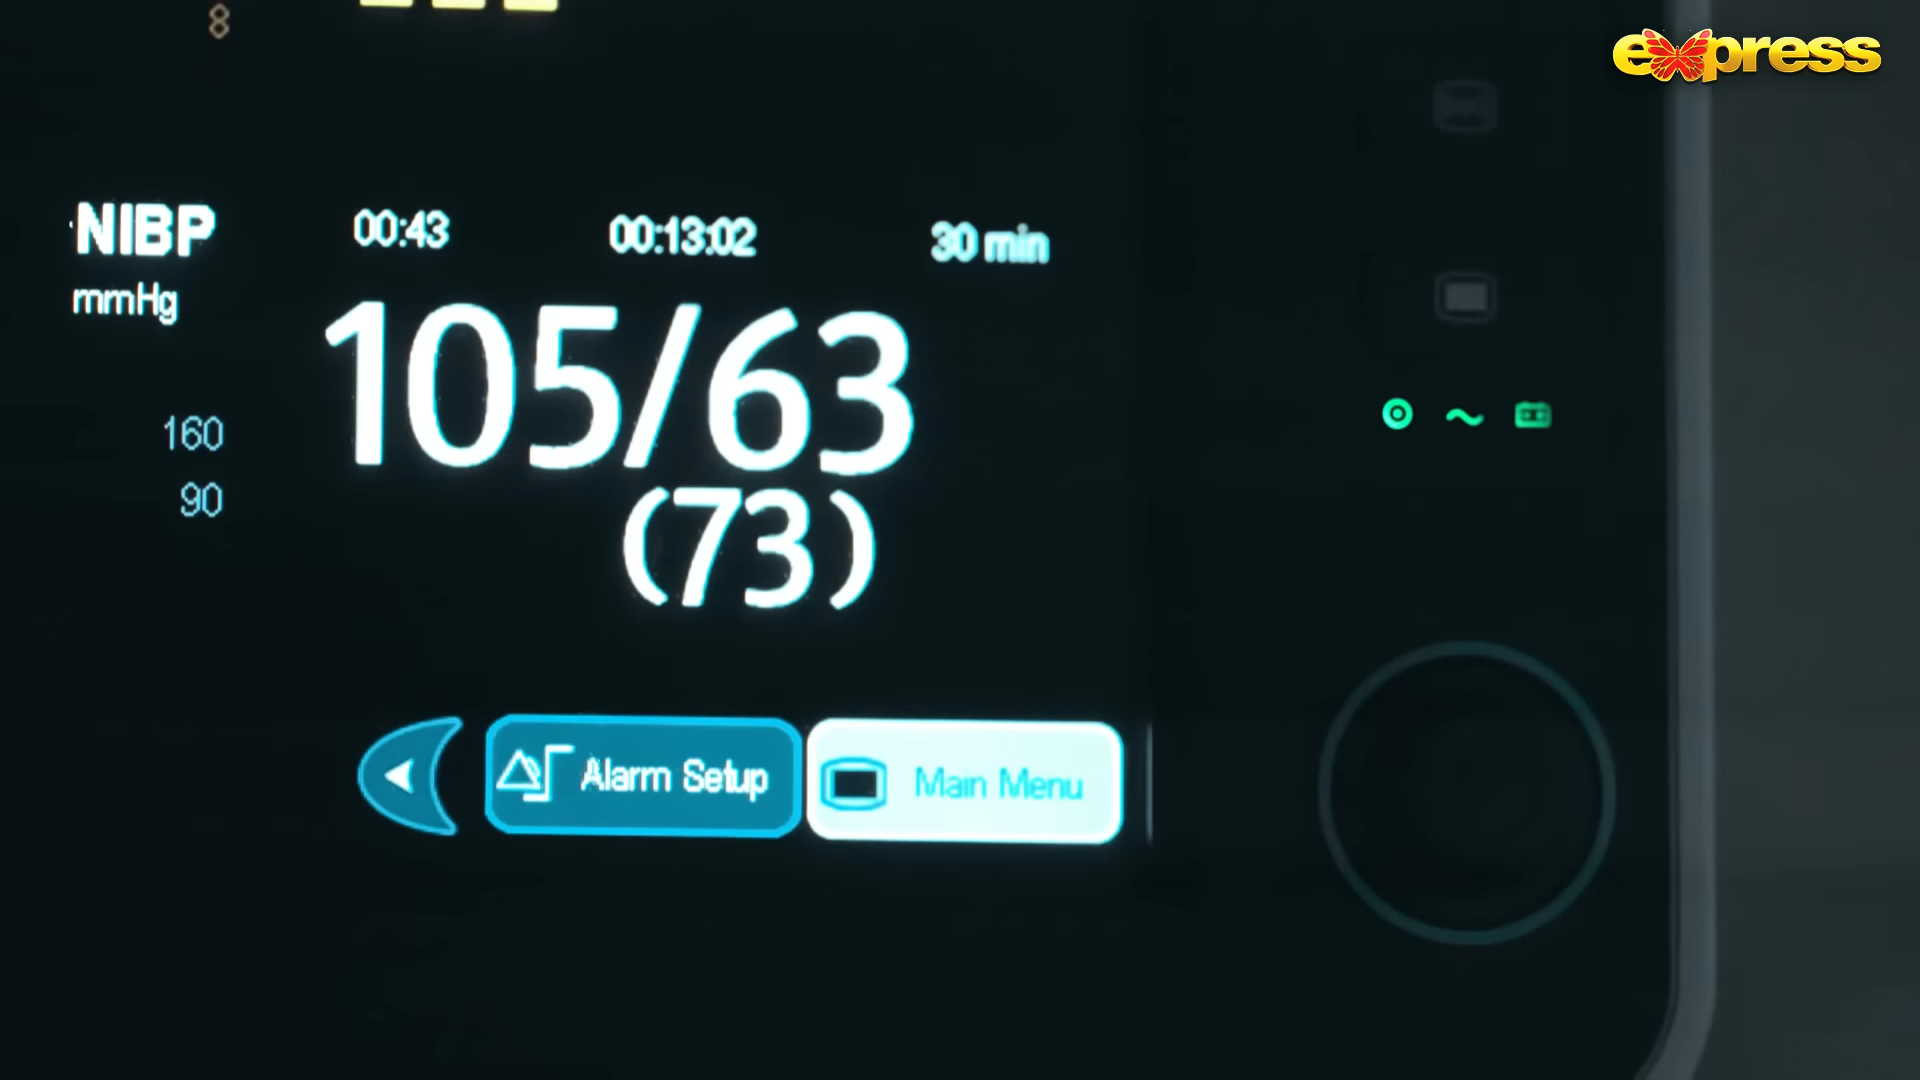 express
8
NIBP 00:43 00:13:02 30 min
mmHg
105/63
160
90
(73)
Alarm Setup Main Menu